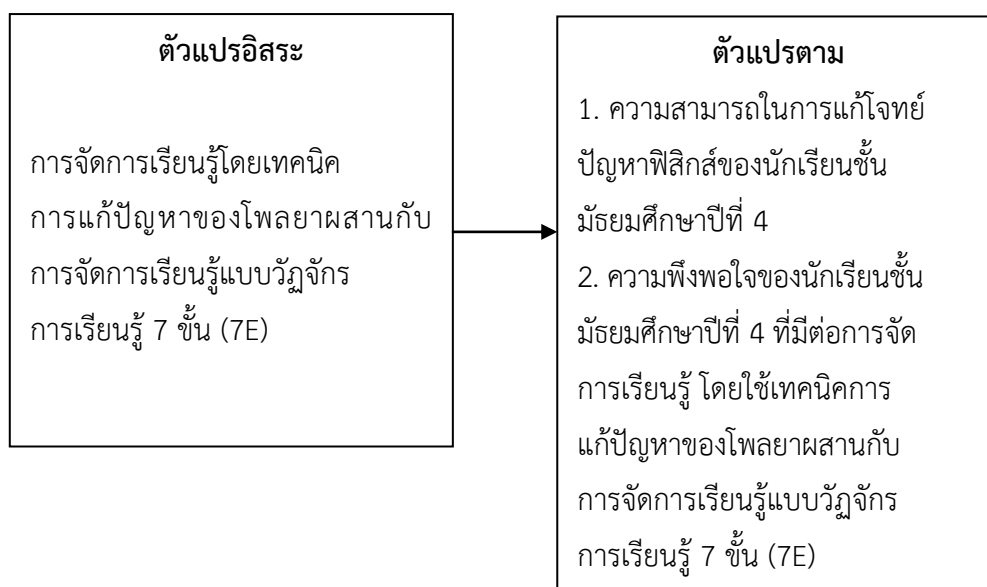 ตัวแปรอิสระ
การจัดการเรียนรู้โดยเทคนิค
การแก้ปัญหาของโพลยาผสานกับ
การจัดการเรียนรู้แบบวัฏจักร
การเรียนรู้ 7 ขั้น (7E)
ตัวแปรตาม
1. ความสามารถในการแก้โจทย์
ปัญหาฟิสิกส์ของนักเรียนชั้น
มัธยมศึกษาปีที่ 4
2. ความพึงพอใจของนักเรียนชั้น
มัธยมศึกษาปีที่ 4 ที่มีต่อการจัด
การเรียนรู้ โดยใช้เทคนิคการ
แก้ปัญหาของโพลยาผสานกับ
การจัดการเรียนรู้แบบวัฏจักร
การเรียนรู้ 7 ขั้น (7E)